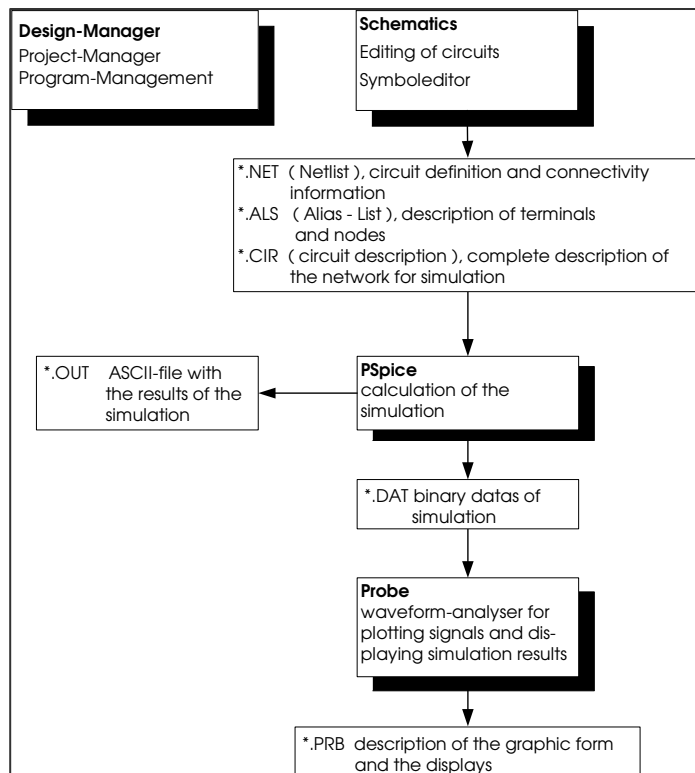 Design-Manager
Project-Manager
Program-Management
Schematics
Editing of circuits
Symboleditor
*.NET ( Netlist ), circuit definition and connectivity
information
*.ALS ( Alias - List ), description of terminals
and nodes
*.CIR ( circuit description ), complete description of
the network for simulation
*.OUT ASCII-file with
the results of the
simulation
PSpice
calculation of the
simulation
*.DAT binary datas of
simulation
Probe
waveform-analyser for
plotting signals and dis-
playing simulation results
*.PRB description of the graphic form
and the displays